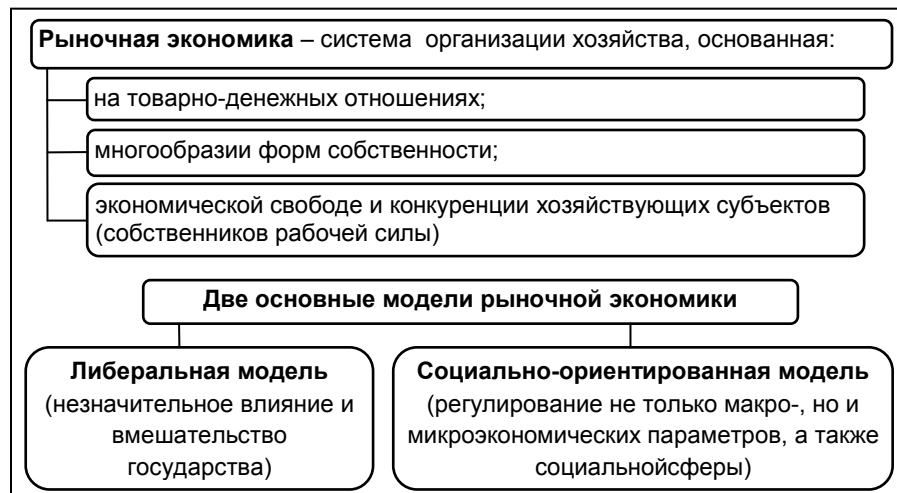 Рыночная экономика – система организации хозяйства, основанная:
на товарно-денежных отношениях;
многообразии форм собственности;
экономической свободе и конкуренции хозяйствующих субъектов
(собственников рабочей силы)
Две основные модели рыночной экономики
Либеральная модель
(незначительное влияние и
вмешательство
государства)
Социально-ориентированная модель
(регулирование не только макро-, но и
микроэкономических параметров, а также
социальнойсферы)